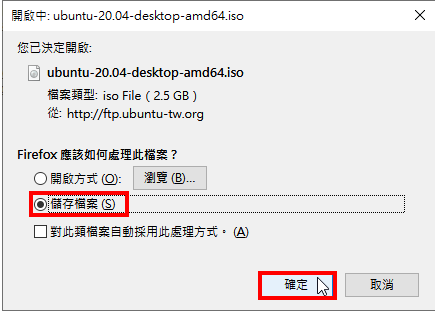 開啟中: ubuntu-20.04-desktop-amd64.iso
您已決定開啟:
ubuntu-20.04-desktop-amd64.iso
檔案類型: iso File ( 2.5 GB )
從: http://ftp.ubuntu-tw.org
Firefox 應該如何處理此檔案？
開啟方式 (O): 瀏覽 (B)...
儲存檔案 (S)
對此類檔案自動採用此處理方式。 (A)
確定 取消